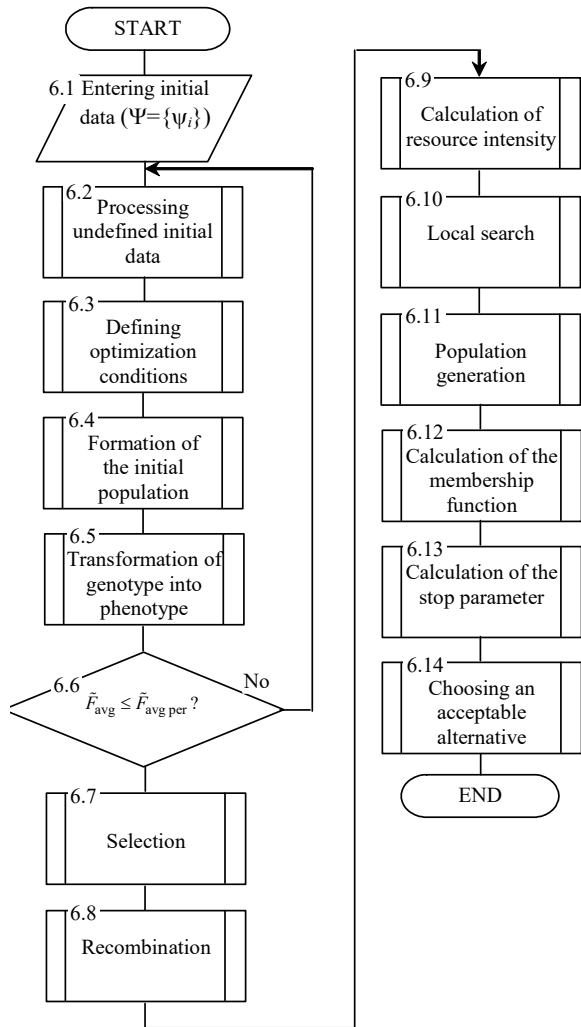 START
6.1 Entering initial
data (Ψ={ψᵢ})
6.2
Processing
undefined initial
data
6.3
Defining
optimization
conditions
6.4
Formation of
the initial
population
6.5
Transformation of
genotype into
phenotype
6.6
No
F̃avg ≤ F̃avg per ?
6.7
Selection
6.8
Recombination
6.9
Calculation of
resource intensity
6.10
Local search
6.11
Population
generation
6.12
Calculation of the
membership
function
6.13
Calculation of the
stop parameter
6.14
Choosing an
acceptable
alternative
END